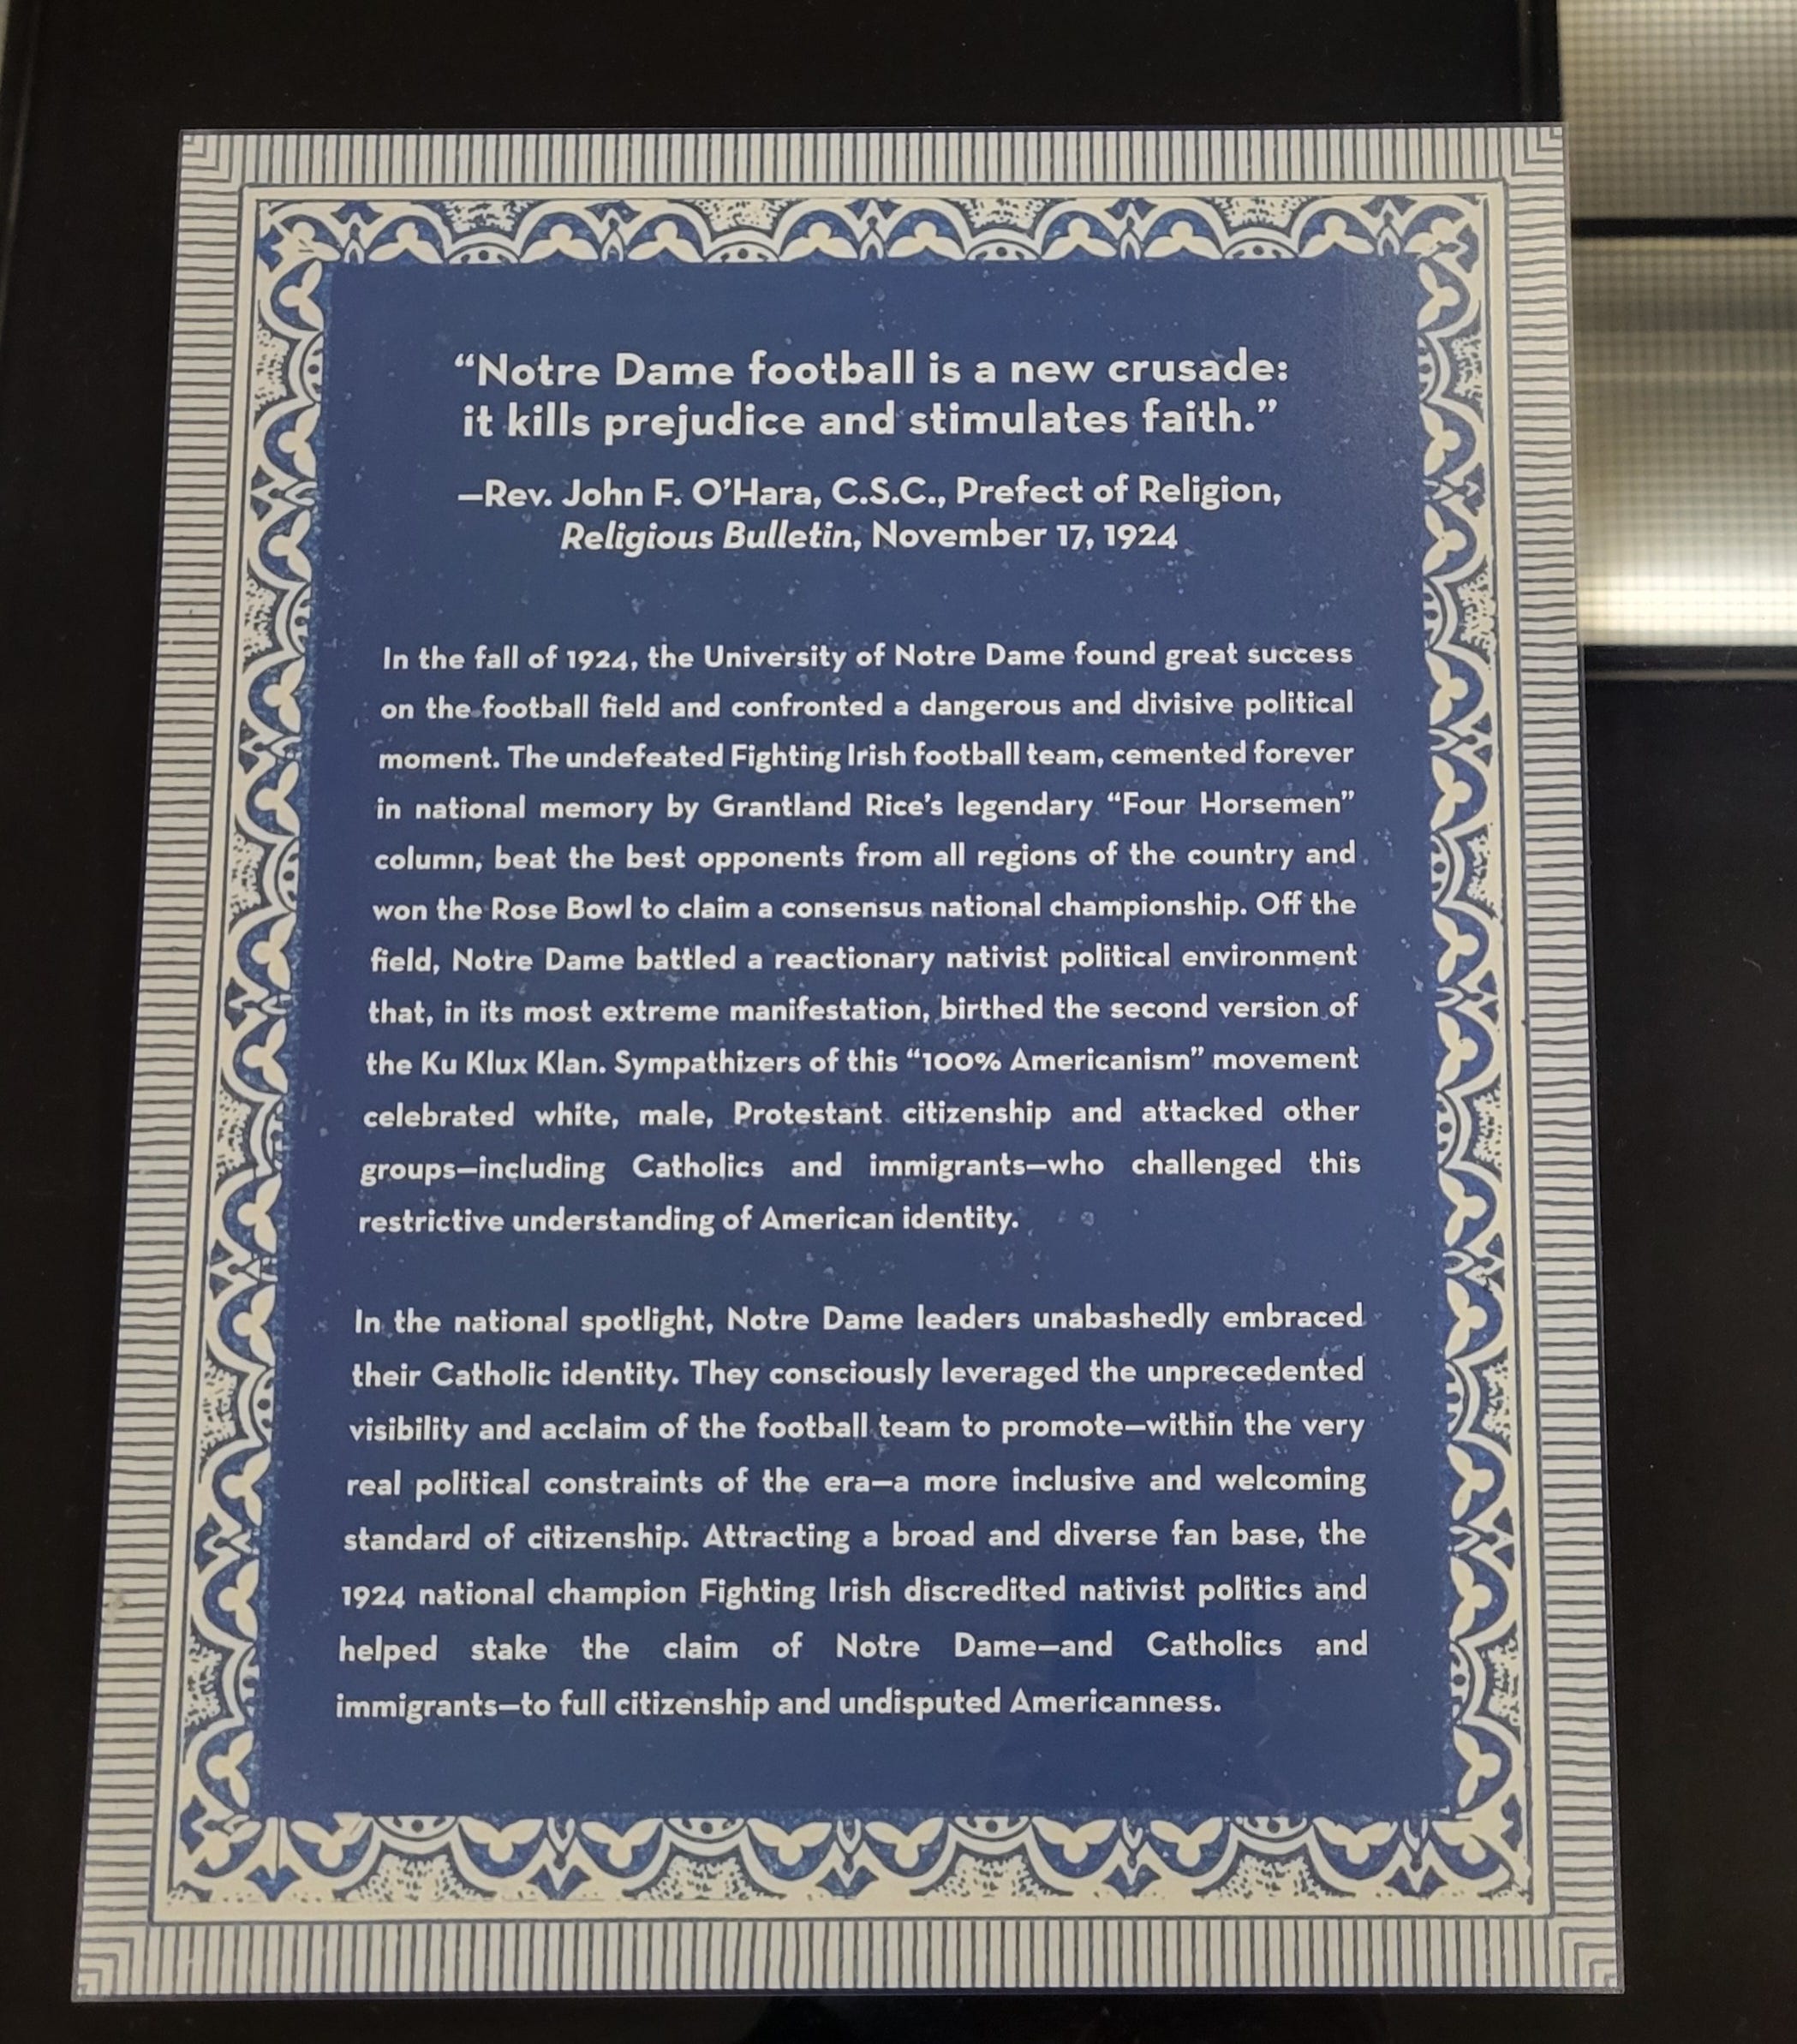 “Notre Dame football is a new crusade:
it kills prejudice and stimulates faith.”
—Rev. John F. O’Hara, C.S.C., Prefect of Religion,
Religious Bulletin, November 17, 1924
In the fall of 1924, the University of Notre Dame found great success
on the football field and confronted a dangerous and divisive political
moment. The undefeated Fighting Irish football team, cemented forever
in national memory by Grantland Rice’s legendary “Four Horsemen”
column, beat the best opponents from all regions of the country and
won the Rose Bowl to claim a consensus national championship. Off the
field, Notre Dame battled a reactionary nativist political environment
that, in its most extreme manifestation, birthed the second version of
the Ku Klux Klan. Sympathizers of this “100% Americanism” movement
celebrated white, male, Protestant citizenship and attacked other
groups—including Catholics and immigrants—who challenged this
restrictive understanding of American identity.
In the national spotlight, Notre Dame leaders unabashedly embraced
their Catholic identity. They consciously leveraged the unprecedented
visibility and acclaim of the football team to promote—within the very
real political constraints of the era—a more inclusive and welcoming
standard of citizenship. Attracting a broad and diverse fan base, the
1924 national champion Fighting Irish discredited nativist politics and
helped stake the claim of Notre Dame—and Catholics and
immigrants—to full citizenship and undisputed Americanness.